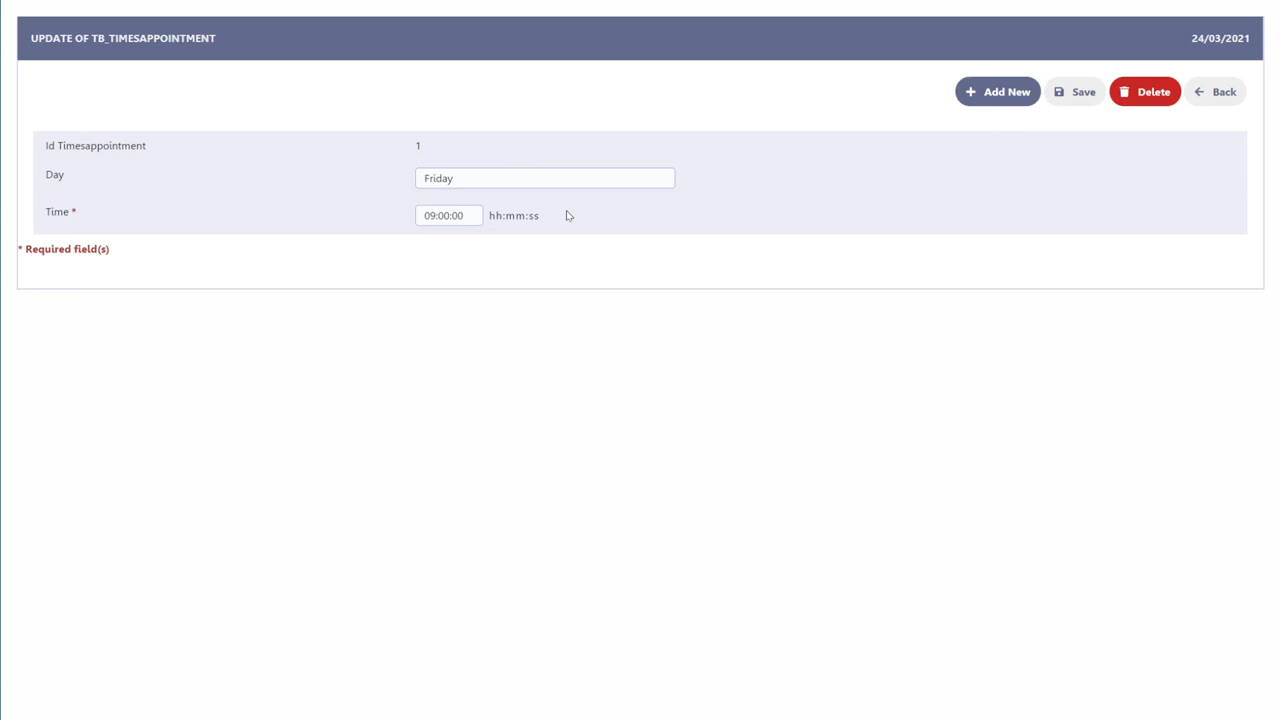 UPDATE OF TB_TIMESAPPOINTMENT 24/03/2021
Add New Save Delete Back
Id Timesappointment 1
Day Friday
Time * 09:00:00 hh:mm:ss
* Required field(s)